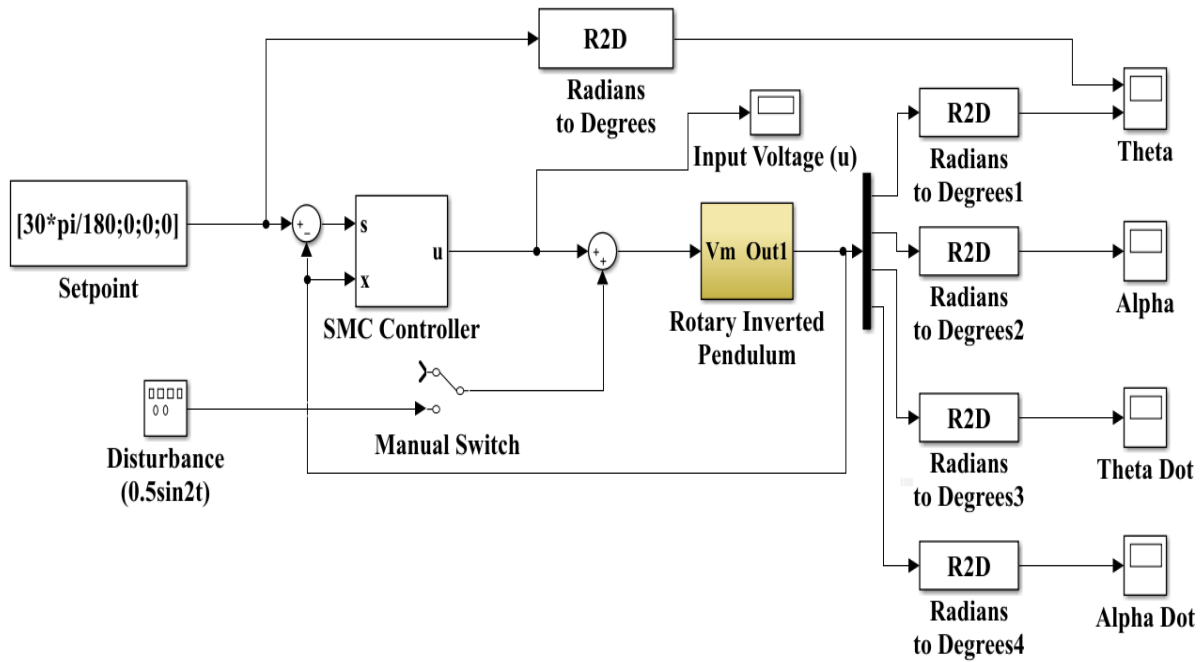 R2D
Radians
to Degrees
Input Voltage (u)
R2D
Radians
to Degrees1
Theta
[30*pi/180;0;0;0]
Setpoint
+
−
s
x
u
SMC Controller
+
+
Vm Out1
Rotary Inverted
Pendulum
R2D
Radians
to Degrees2
Alpha
Disturbance
(0.5sin2t)
Manual Switch
R2D
Radians
to Degrees3
Theta Dot
R2D
Radians
to Degrees4
Alpha Dot